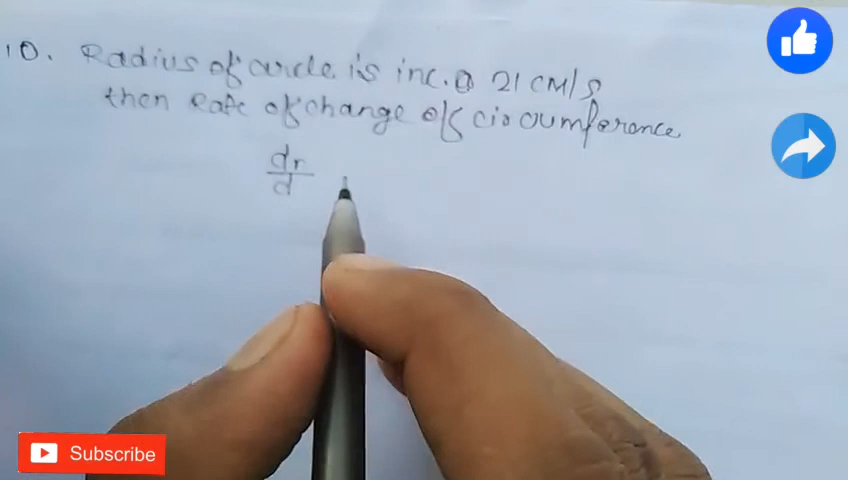 10. Radius of circle is inc. @ 21 cm/s,
then Rate of change of circumference
dr
d
Subscribe